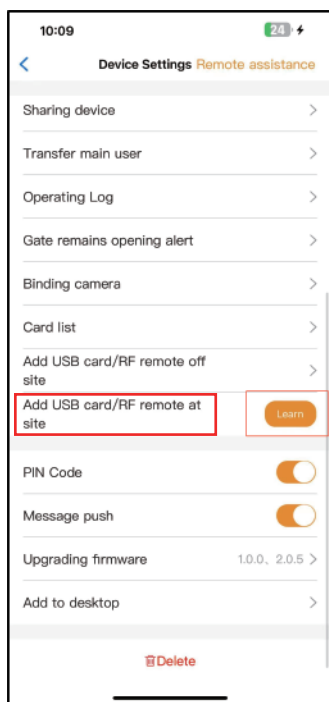 10:09
24
Device Settings Remote assistance
Sharing device
Transfer main user
Operating Log
Gate remains opening alert
Binding camera
Card list
Add USB card/RF remote off
site
Add USB card/RF remote at
site
Learn
PIN Code
Message push
Upgrading firmware 1.0.0、2.0.5
Add to desktop
Delete